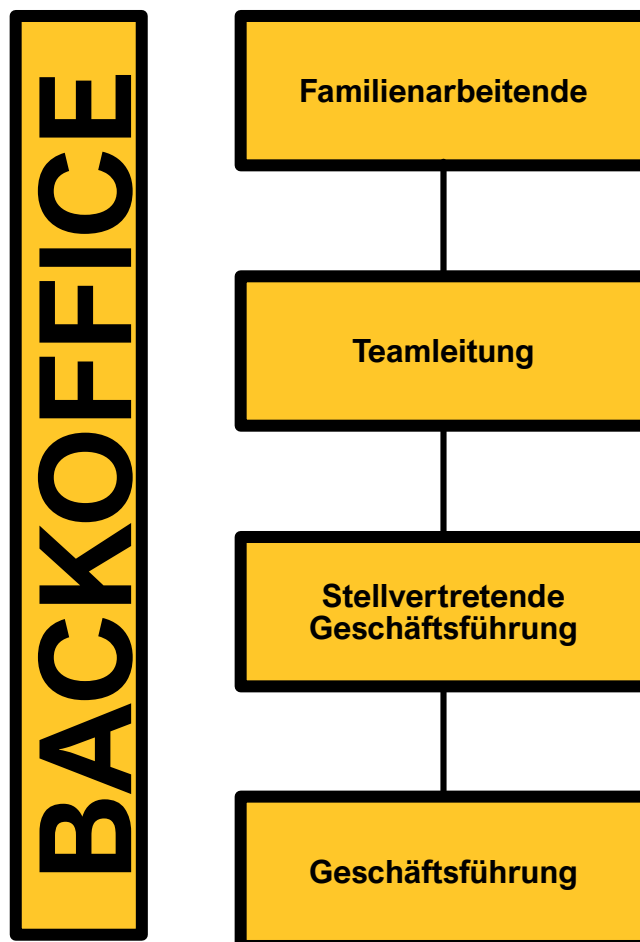 BACKOFFICE
Familienarbeitende
Teamleitung
Stellvertretende
Geschäftsführung
Geschäftsführung